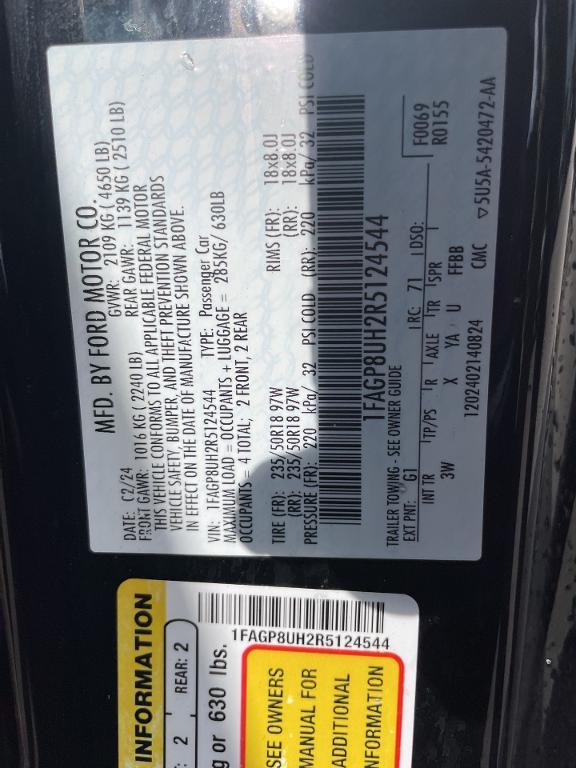 MFD. BY FORD MOTOR CO.
DATE: C2/24 GVWR: 2109 KG ( 4650 LB)
FRONT GAWR: 1016 KG ( 2240 LB) REAR GAWR: 1139 KG ( 2510 LB)
THIS VEHICLE CONFORMS TO ALL APPLICABLE FEDERAL MOTOR
VEHICLE SAFETY, BUMPER, AND THEFT PREVENTION STANDARDS
IN EFFECT ON THE DATE OF MANUFACTURE SHOWN ABOVE.
VIN: 1FAGP8UH2R5124544 TYPE: Passenger Car
MAXIMUM LOAD = OCCUPANTS + LUGGAGE = 285KG/ 630LB
OCCUPANTS = 4 TOTAL; 2 FRONT, 2 REAR
TIRE (FR): 235/50R18 97W RIMS (FR): 18x8.0J
(RR): 235/50R18 97W (RR): 18x8.0J
PRESSURE (FR): 220 kPa/ 32 PSI COLD (RR): 220 kPa/ 32 PSI COLD
1FAGP8UH2R5124544
TRAILER TOWING - SEE OWNER GUIDE
EXT PNT: G1 RC: 71 DSO: F0069
R0155
INT TR TP/PS R AXLE TR SPR
3W X YA U FFBB
1202402140824 CMC ▽5U5A-5420472-AA
INFORMATION
: 2 REAR: 2
g or 630 lbs.
1FAGP8UH2R5124544
SEE OWNERS
MANUAL FOR
ADDITIONAL
INFORMATION